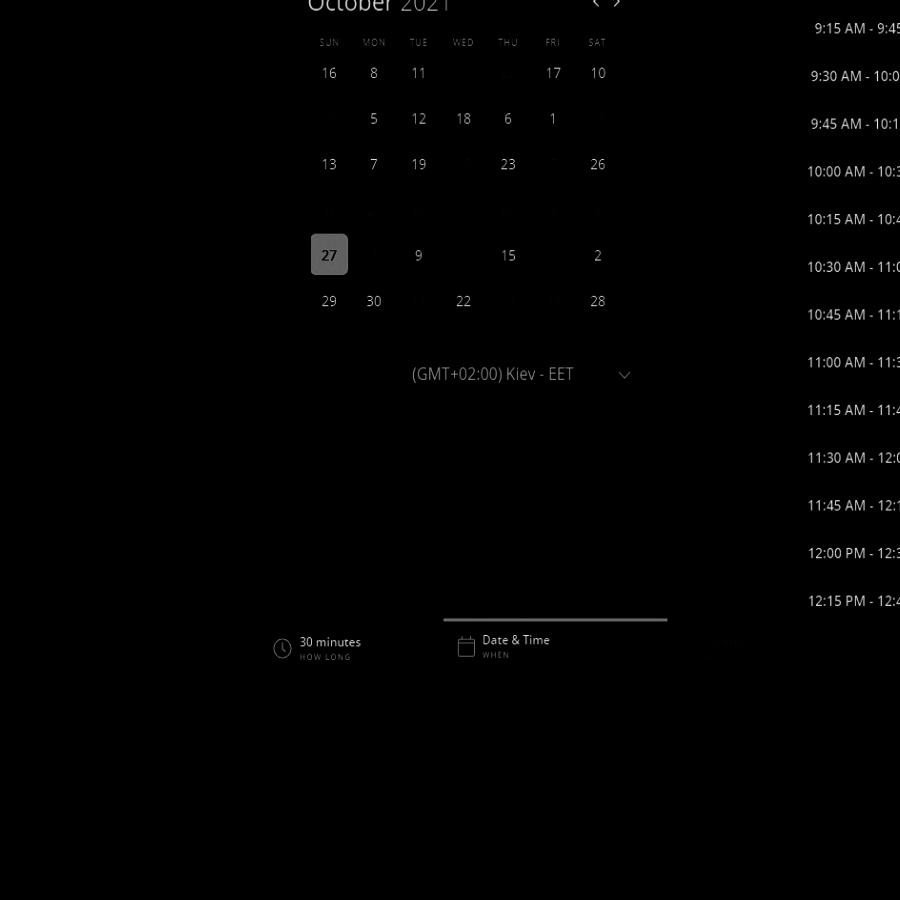 October 2021
SUN MON TUE WED THU FRI SAT
16 8 11 17 10
5 12 18 6 1
13 7 19 23 26
27 9 15 2
29 30 22 28
(GMT+02:00) Kiev - EET
30 minutes
HOW LONG
Date & Time
WHEN
9:15 AM - 9:45
9:30 AM - 10:0
9:45 AM - 10:1
10:00 AM - 10:3
10:15 AM - 10:4
10:30 AM - 11:0
10:45 AM - 11:1
11:00 AM - 11:3
11:15 AM - 11:4
11:30 AM - 12:0
11:45 AM - 12:1
12:00 PM - 12:3
12:15 PM - 12:4